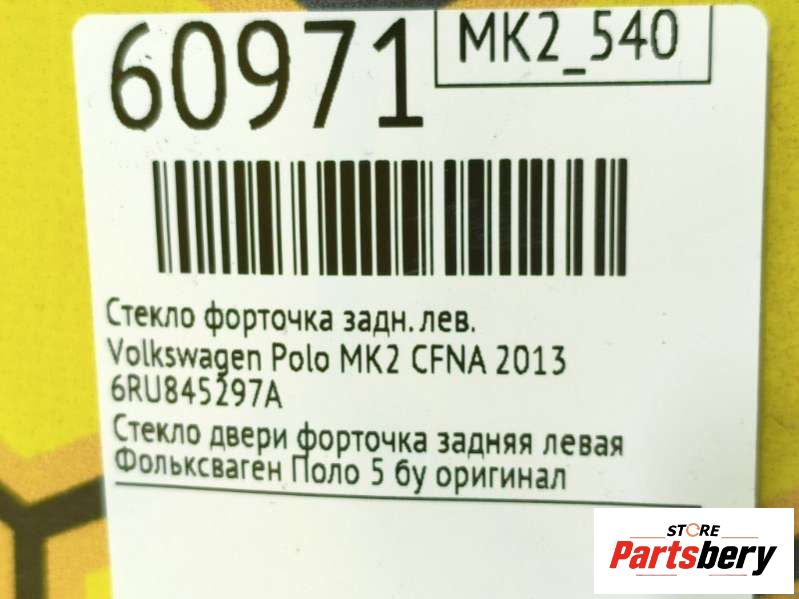 60971
MK2_540
Стекло форточка задн. лев.
Volkswagen Polo MK2 CFNA 2013
6RU845297A
Стекло двери форточка задняя левая
Фольксваген Поло 5 бу оригинал
STORE
Partsbery